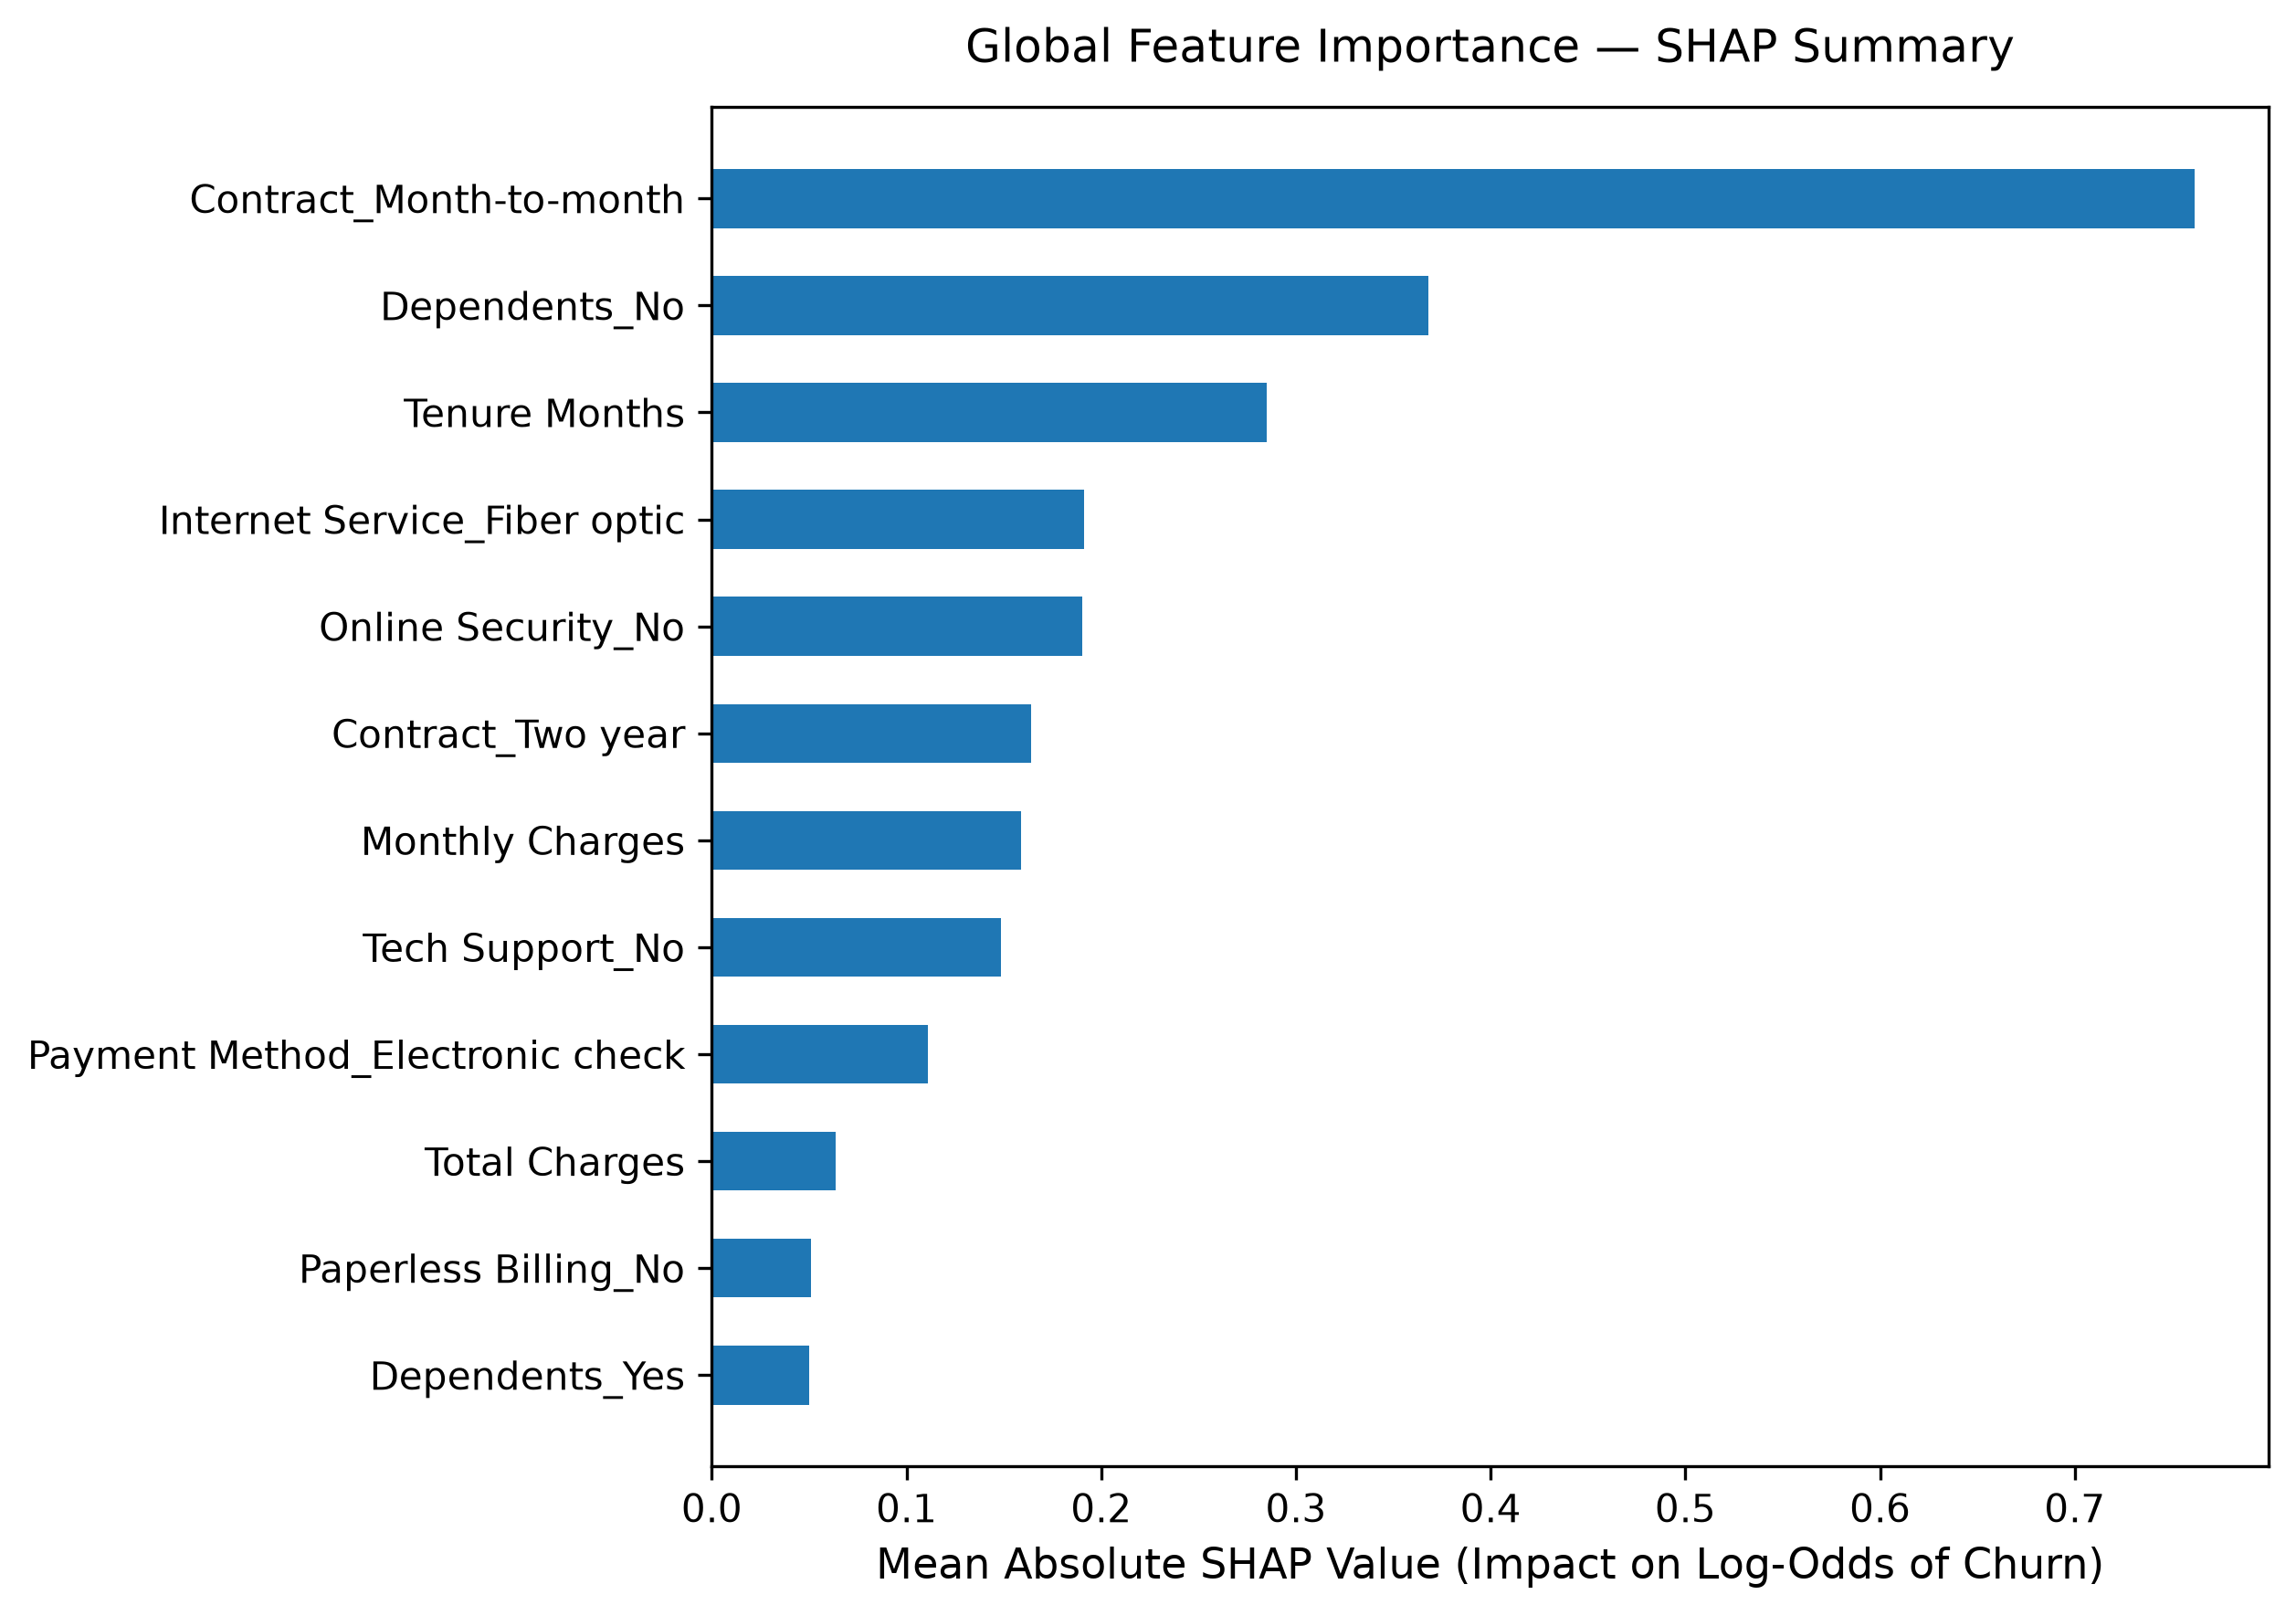 Global Feature Importance — SHAP Summary
Contract_Month-to-month
Dependents_No
Tenure Months
Internet Service_Fiber optic
Online Security_No
Contract_Two year
Monthly Charges
Tech Support_No
Payment Method_Electronic check
Total Charges
Paperless Billing_No
Dependents_Yes
0.0 0.1 0.2 0.3 0.4 0.5 0.6 0.7
Mean Absolute SHAP Value (Impact on Log-Odds of Churn)